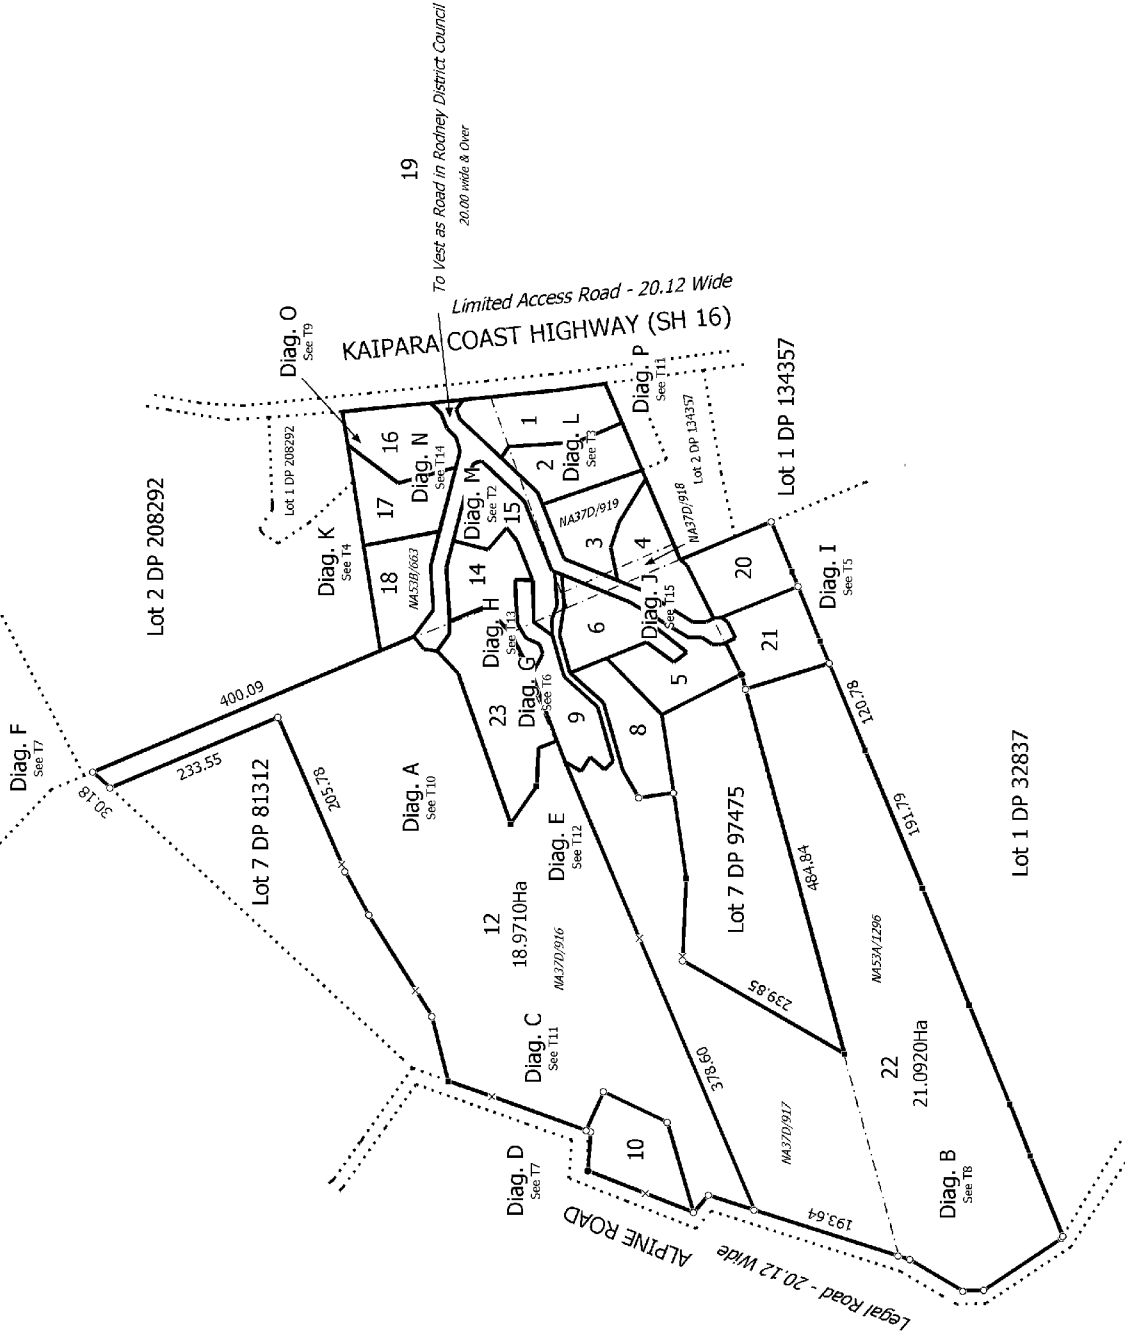 19
To Vest as Road in Rodney District Council
20.00 wide & Over
Limited Access Road - 20.12 Wide
KAIPARA COAST HIGHWAY (SH 16)
Diag. O
See T9
Diag. P
See T11
Lot 1 DP 134357
Lot 2 DP 134357
Lot 1 DP 208292
Lot 2 DP 208292
16
Diag. N
See T14
17
18
NA53B/663
Diag. K
See T4
1
2
Diag. L
See T3
Diag. M
See T2
15
NA37D/919
3
4
NA37D/918
14
Diag. H
See T13
6
Diag. J
See T15
20
21
Diag. I
See T5
5
23
Diag. G
See T6
9
8
400.09
233.55
30.18
Diag. F
See T7
Lot 7 DP 81312
205.78
Diag. A
See T10
Diag. E
See T12
12
18.9710Ha
NA37D/916
Lot 7 DP 97475
484.84
239.85
120.78
191.79
Lot 1 DP 32837
NA53A/1296
22
21.0920Ha
Diag. C
See T11
378.60
NA37D/917
10
Diag. D
See T7
193.64
Diag. B
See T8
ALPINE ROAD
Legal Road - 20.12 Wide